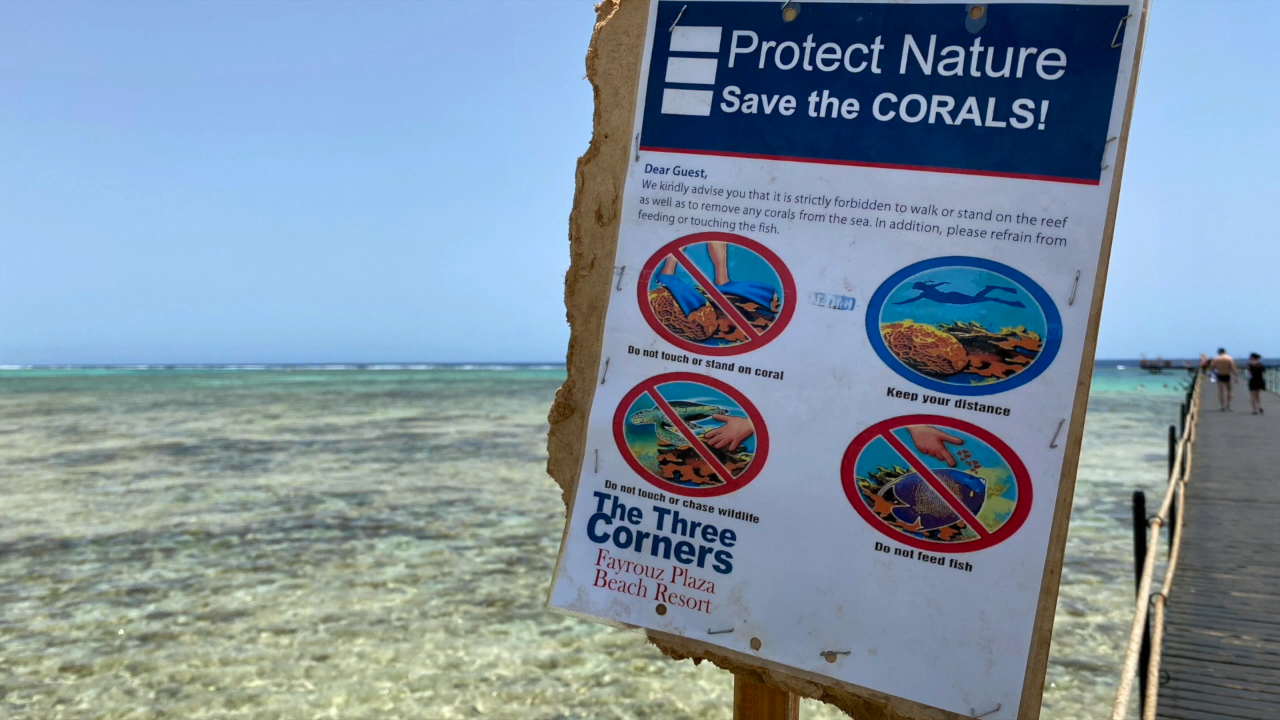 Protect Nature
Save the CORALS!
Dear Guest,
We kindly advise you that it is strictly forbidden to walk or stand on the reef
as well as to remove any corals from the sea. In addition, please refrain from
feeding or touching the fish.
Do not touch or stand on coral
Keep your distance
Do not touch or chase wildlife
Do not feed fish
The Three
Corners
Fayrouz Plaza
Beach Resort